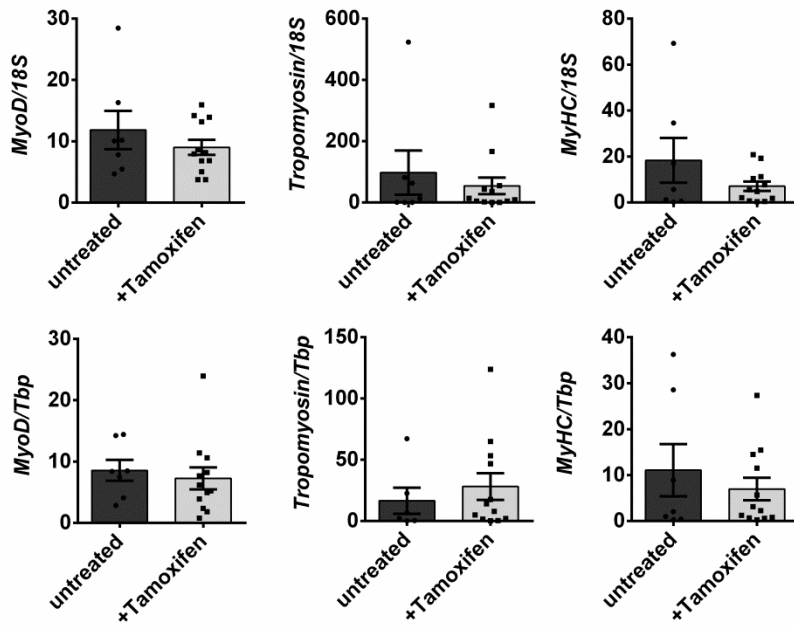 MyoD/18S
30
20
10
0
untreated
+Tamoxifen
Tropomyosin/18S
600
400
200
0
untreated
+Tamoxifen
MyHC/18S
80
60
40
20
0
untreated
+Tamoxifen
MyoD/Tbp
30
20
10
0
untreated
+Tamoxifen
Tropomyosin/Tbp
150
100
50
0
untreated
+Tamoxifen
MyHC/Tbp
40
30
20
10
0
untreated
+Tamoxifen